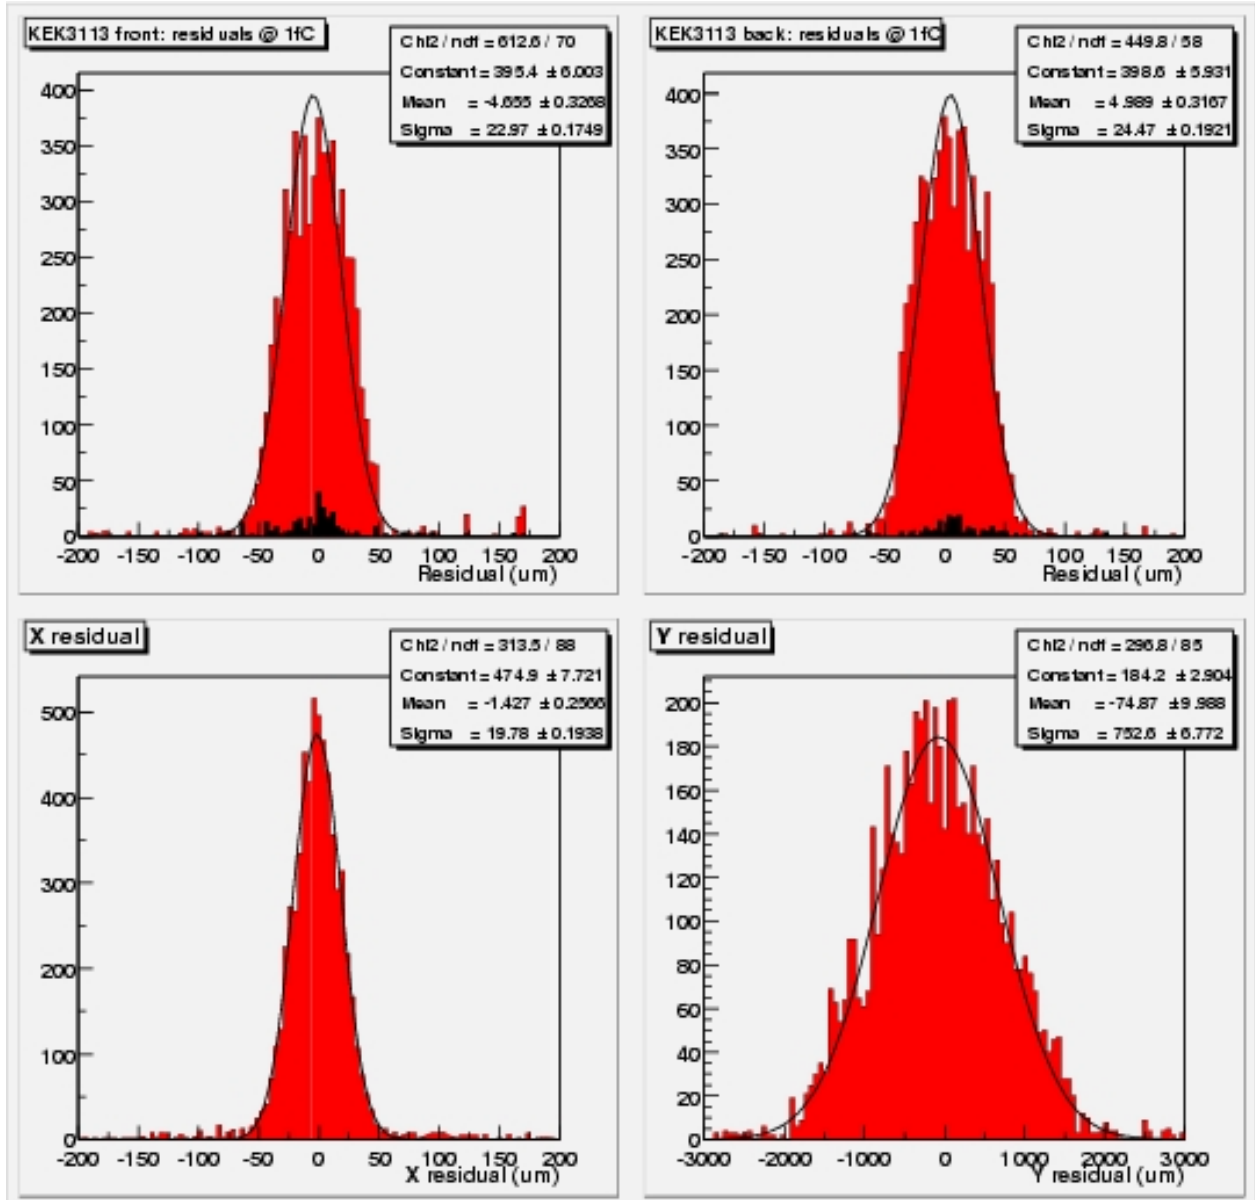 KEK3113 front: residuals @ 1fC
Chi2 / ndf = 612.6 / 70
Constant = 395.4 ± 6.003
Mean = -4.655 ± 0.3268
Sigma = 22.97 ± 0.1749
400
350
300
250
200
150
100
50
0
-200 -150 -100 -50 0 50 100 150 200
Residual (um)
KEK3113 back: residuals @ 1fC
Chi2 / ndf = 449.8 / 58
Constant = 398.6 ± 5.931
Mean = 4.989 ± 0.3167
Sigma = 24.47 ± 0.1921
400
350
300
250
200
150
100
50
0
-200 -150 -100 -50 0 50 100 150 200
Residual (um)
X residual
Chi2 / ndf = 313.5 / 88
Constant = 474.9 ± 7.721
Mean = -1.427 ± 0.2566
Sigma = 19.78 ± 0.1938
500
400
300
200
100
0
-200 -150 -100 -50 0 50 100 150 200
X residual (um)
Y residual
Chi2 / ndf = 296.8 / 85
Constant = 184.2 ± 2.904
Mean = -74.87 ± 9.988
Sigma = 752.6 ± 6.772
200
180
160
140
120
100
80
60
40
20
0
-3000 -2000 -1000 0 1000 2000 3000
Y residual (um)